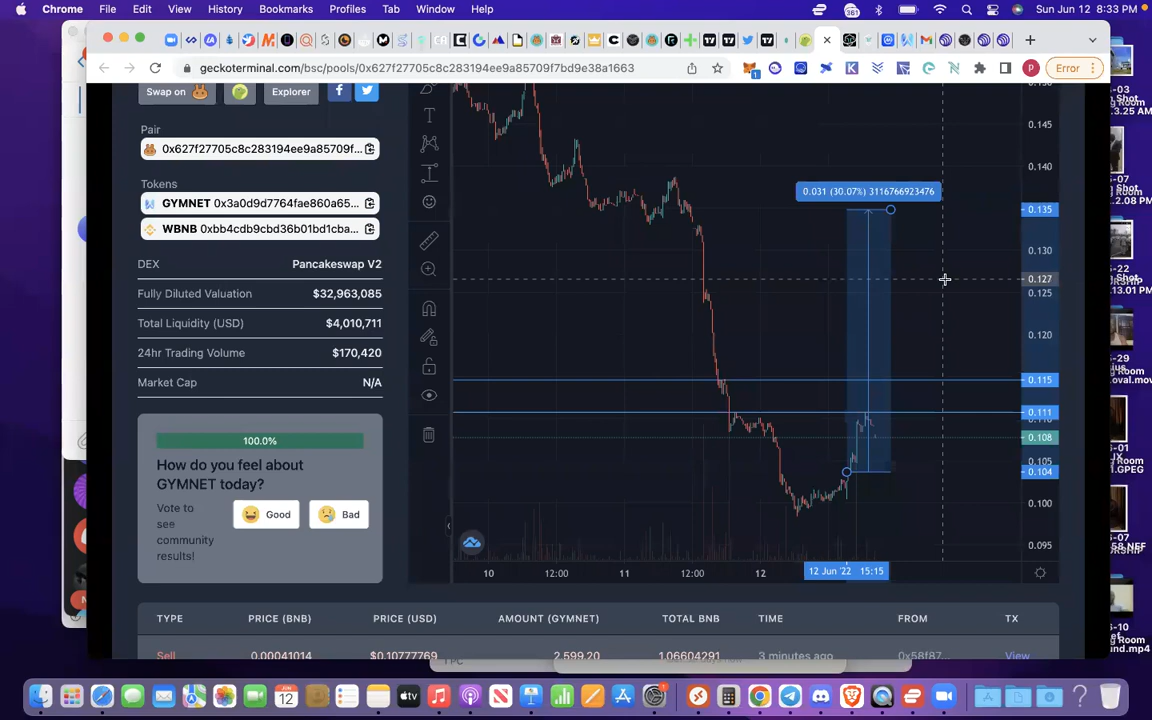 Chrome File Edit View History Bookmarks Profiles Tab Window Help
361
Sun Jun 12 8:33 PM
geckoterminal.com/bsc/pools/0x627f27705c8c283194ee9a85709f7bd9e38a1663
Error
Swap on
Explorer
Pair
0x627f27705c8c283194ee9a85709f...
Tokens
GYMNET 0x3a0d9d7764fae860a65...
WBNB 0xbb4cdb9cbd36b01bd1cba...
DEX Pancakeswap V2
Fully Diluted Valuation $32,963,085
Total Liquidity (USD) $4,010,711
24hr Trading Volume $170,420
Market Cap N/A
100.0%
How do you feel about
GYMNET today?
Vote to
see
community
results!
Good
Bad
0.031 (30.07%) 3116766923476
0.145
0.140
0.135
0.130
0.127
0.125
0.120
0.115
0.111
0.108
0.105
0.104
0.100
0.095
10 12:00 11 12:00 12
12 Jun '22 15:15
TYPE PRICE (BNB) PRICE (USD) AMOUNT (GYMNET) TOTAL BNB TIME FROM TX
Sell 0.00041014 $0.10777769 2,599.20 1.06604291 3 minutes ago 0x58f87... View
1 PC